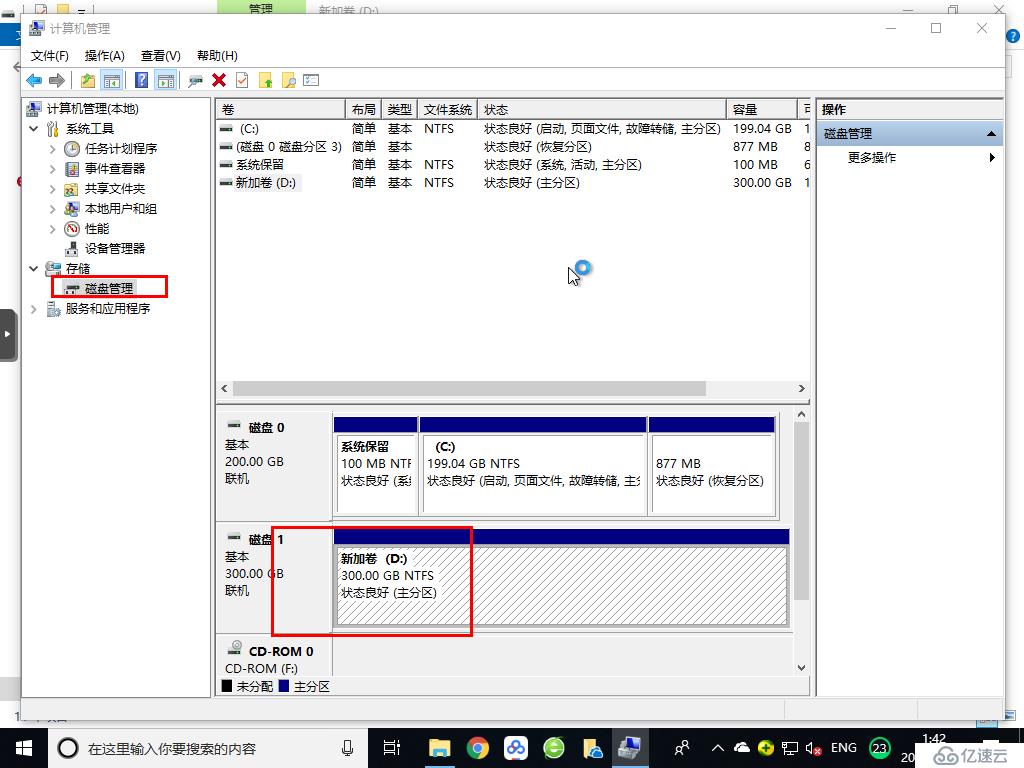 管理
新加卷 (D:)
计算机管理
文件(F) 操作(A) 查看(V) 帮助(H)
计算机管理(本地)
系统工具
任务计划程序
事件查看器
共享文件夹
本地用户和组
性能
设备管理器
存储
磁盘管理
服务和应用程序
卷 布局 类型 文件系统 状态 容量
(C:) 简单 基本 NTFS 状态良好 (启动, 页面文件, 故障转储, 主分区) 199.04 GB 1
(磁盘 0 磁盘分区 3) 简单 基本 状态良好 (恢复分区) 877 MB 8
系统保留 简单 基本 NTFS 状态良好 (系统, 活动, 主分区) 100 MB 6
新加卷 (D:) 简单 基本 NTFS 状态良好 (主分区) 300.00 GB 1
操作
磁盘管理
更多操作
磁盘 0
基本
200.00 GB
联机
系统保留
100 MB NTF
状态良好 (系
(C:)
199.04 GB NTFS
状态良好 (启动, 页面文件, 故障转储, 主分
877 MB
状态良好 (恢复分区)
磁盘 1
基本
300.00 GB
联机
新加卷 (D:)
300.00 GB NTFS
状态良好 (主分区)
CD-ROM 0
CD-ROM (F:)
未分配 主分区
在这里输入你要搜索的内容
ENG
23
1:42
20
亿速云